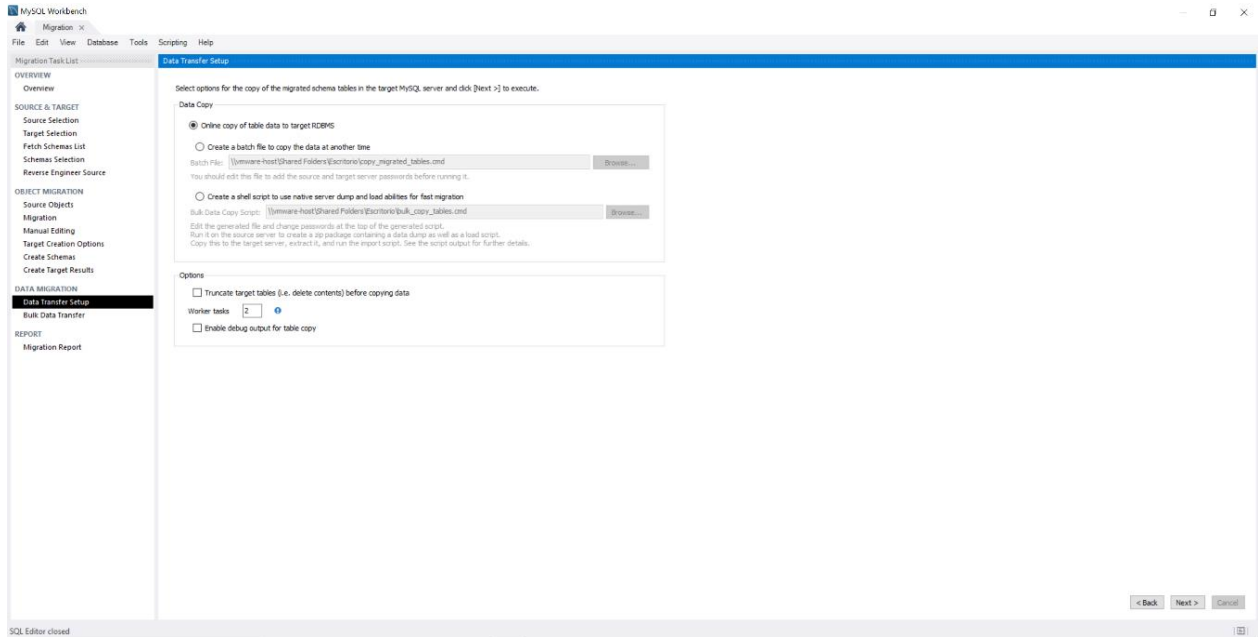 MySQL Workbench
Migration ×
File Edit View Database Tools Scripting Help
Migration Task List
OVERVIEW
Overview
SOURCE & TARGET
Source Selection
Target Selection
Fetch Schemas List
Schemas Selection
Reverse Engineer Source
OBJECT MIGRATION
Source Objects
Migration
Manual Editing
Target Creation Options
Create Schemas
Create Target Results
DATA MIGRATION
Data Transfer Setup
Bulk Data Transfer
REPORT
Migration Report
Data Transfer Setup
Select options for the copy of the migrated schema tables in the target MySQL server and click [Next >] to execute.
Data Copy
Online copy of table data to target RDBMS
Create a batch file to copy the data at another time
Batch File: \\vmware-host\Shared Folders\Escritorio\copy_migrated_tables.cmd Browse...
You should edit this file to add the source and target server passwords before running it.
Create a shell script to use native server dump and load abilities for fast migration
Bulk Data Copy Script: \\vmware-host\Shared Folders\Escritorio\bulk_copy_tables.cmd Browse...
Edit the generated file and change passwords at the top of the generated script.
Run it on the source server to create a zip package containing a data dump as well as a load script.
Copy this to the target server, extract it, and run the import script. See the script output for further details.
Options
Truncate target tables (i.e. delete contents) before copying data
Worker tasks 2
Enable debug output for table copy
< Back Next > Cancel
SQL Editor closed